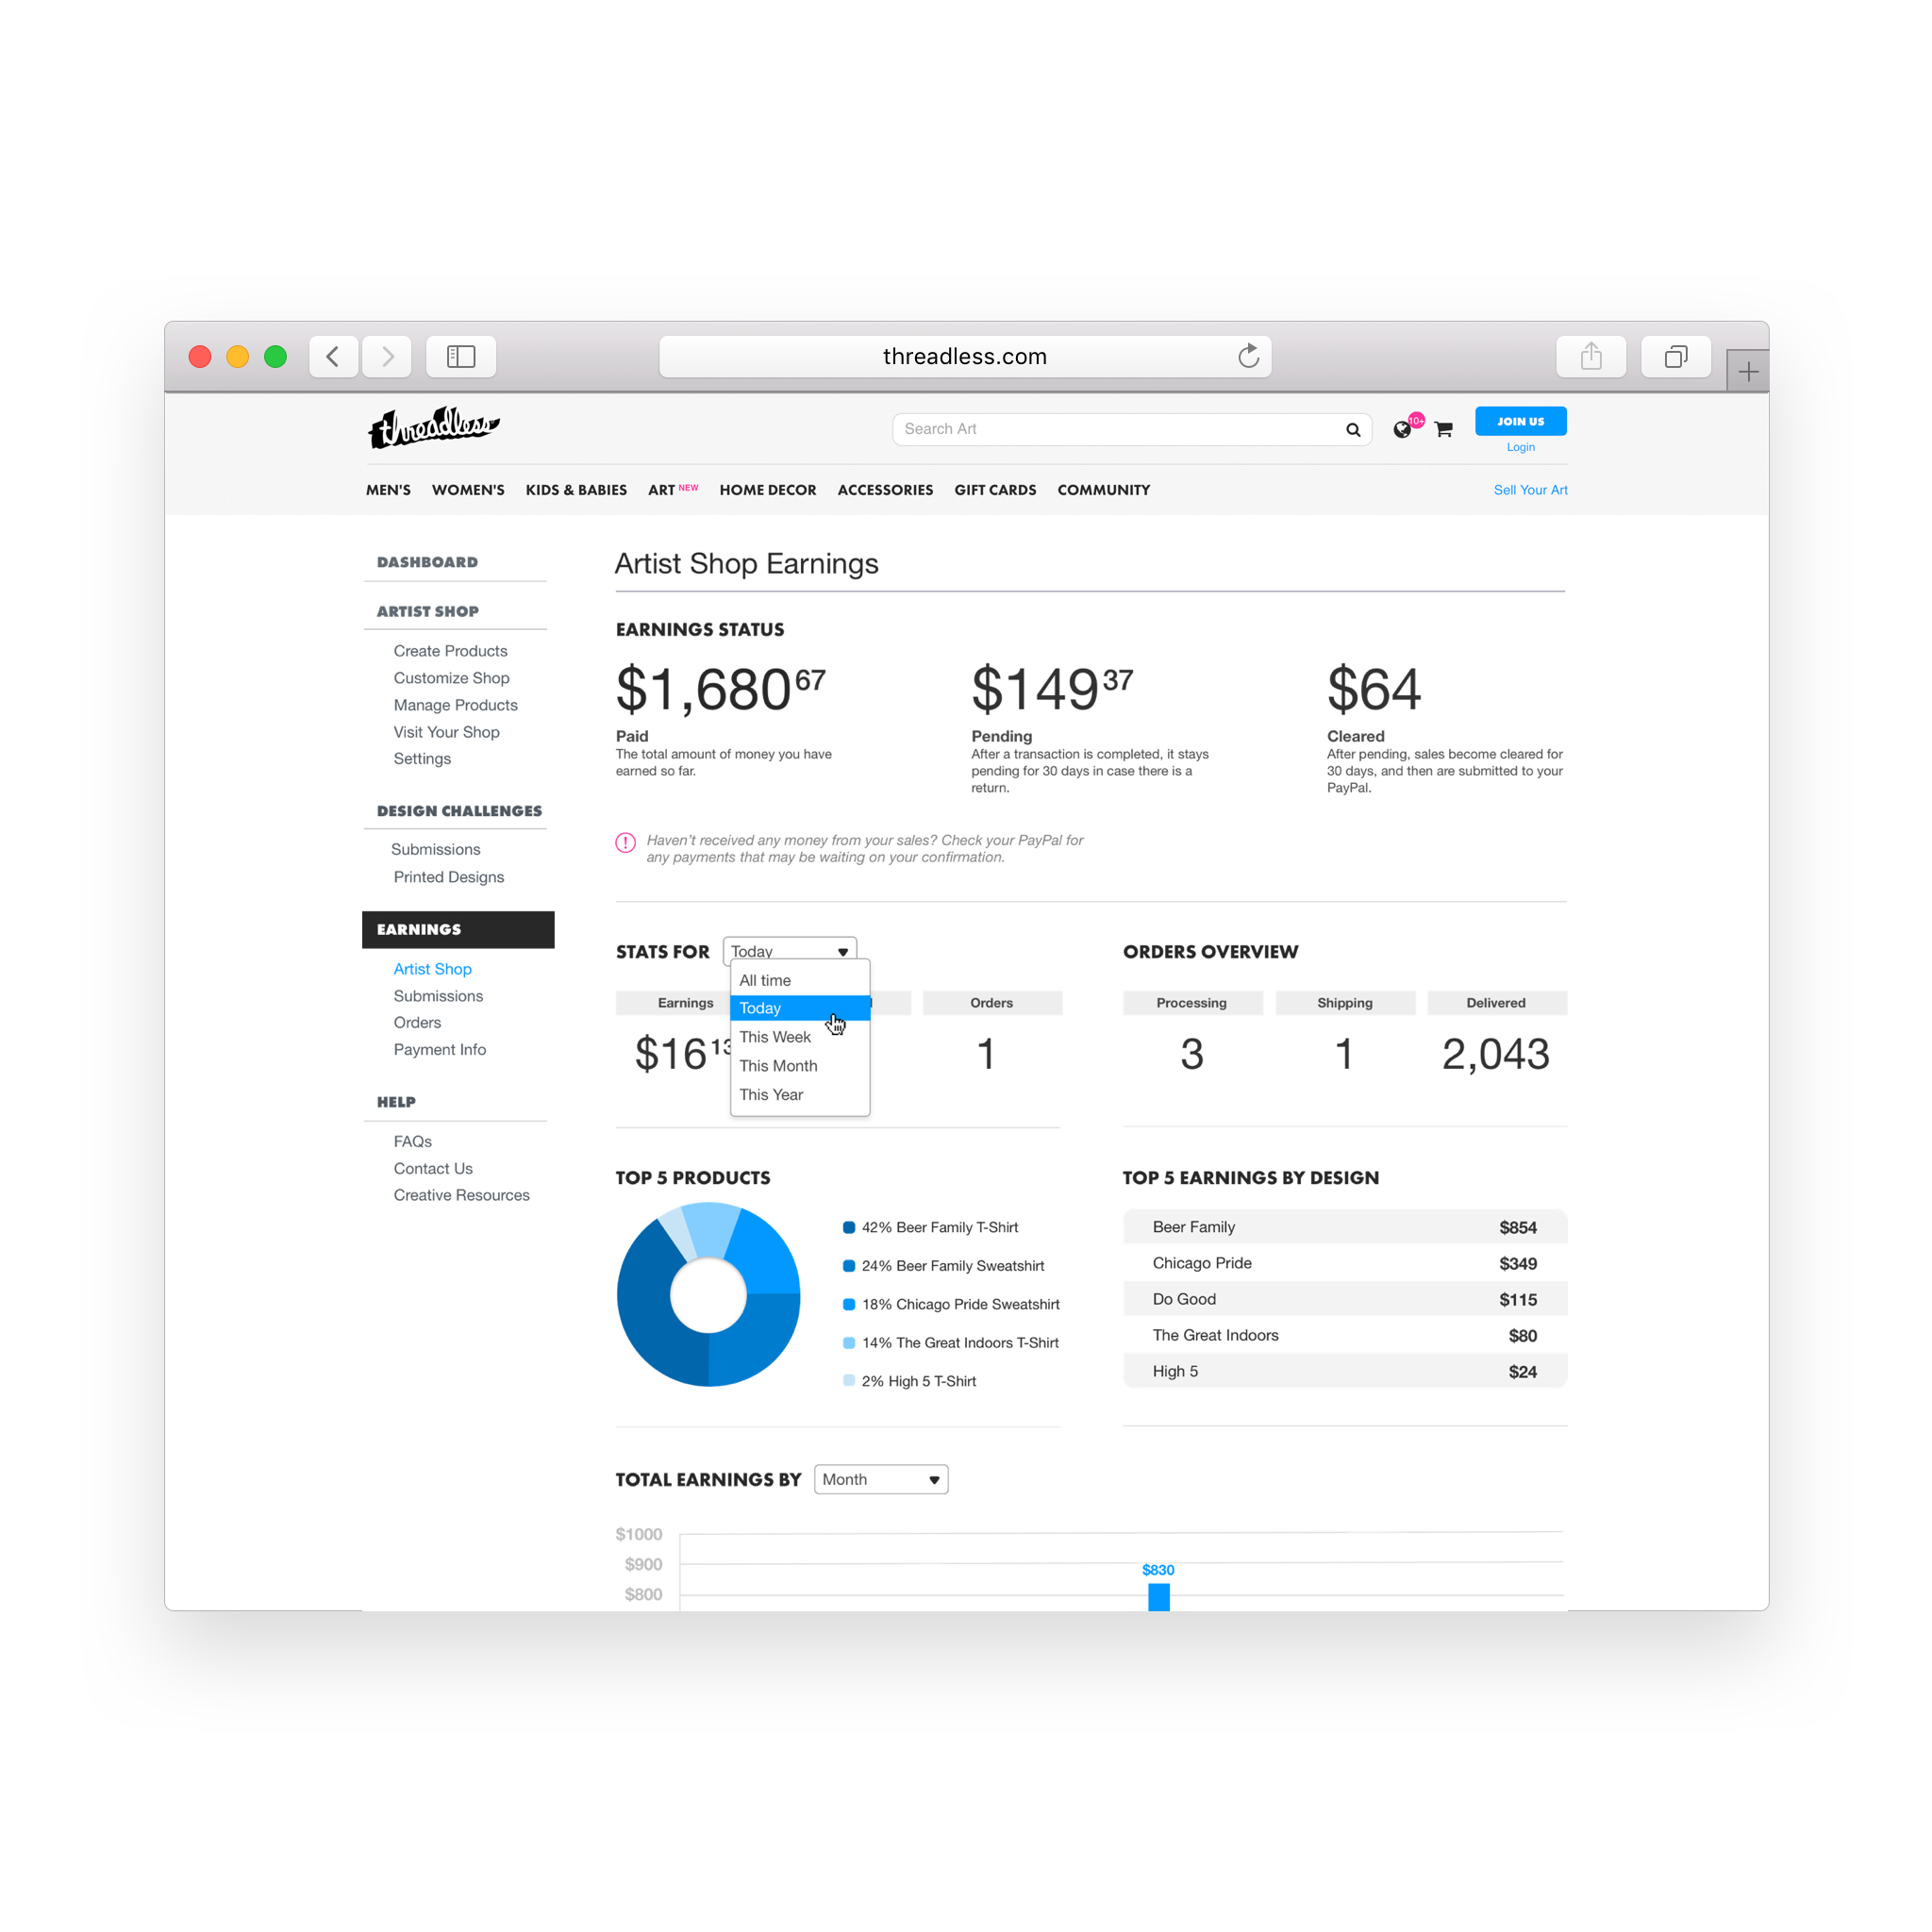 threadless.com
threadless
Search Art
10+
JOIN US
Login
MEN'S WOMEN'S KIDS & BABIES ART NEW HOME DECOR ACCESSORIES GIFT CARDS COMMUNITY Sell Your Art
DASHBOARD
ARTIST SHOP
Create Products
Customize Shop
Manage Products
Visit Your Shop
Settings
DESIGN CHALLENGES
Submissions
Printed Designs
EARNINGS
Artist Shop
Submissions
Orders
Payment Info
HELP
FAQs
Contact Us
Creative Resources
Artist Shop Earnings
EARNINGS STATUS
$1,680 67
Paid
The total amount of money you have
earned so far.
$149 37
Pending
After a transaction is completed, it stays
pending for 30 days in case there is a
return.
$64
Cleared
After pending, sales become cleared for
30 days, and then are submitted to your
PayPal.
Haven't received any money from your sales? Check your PayPal for
any payments that may be waiting on your confirmation.
STATS FOR Today
All time
Today
This Week
This Month
This Year
Earnings Orders
$16 13 1
ORDERS OVERVIEW
Processing Shipping Delivered
3 1 2,043
TOP 5 PRODUCTS
42% Beer Family T-Shirt
24% Beer Family Sweatshirt
18% Chicago Pride Sweatshirt
14% The Great Indoors T-Shirt
2% High 5 T-Shirt
TOP 5 EARNINGS BY DESIGN
Beer Family $854
Chicago Pride $349
Do Good $115
The Great Indoors $80
High 5 $24
TOTAL EARNINGS BY Month
$1000
$900
$830
$800